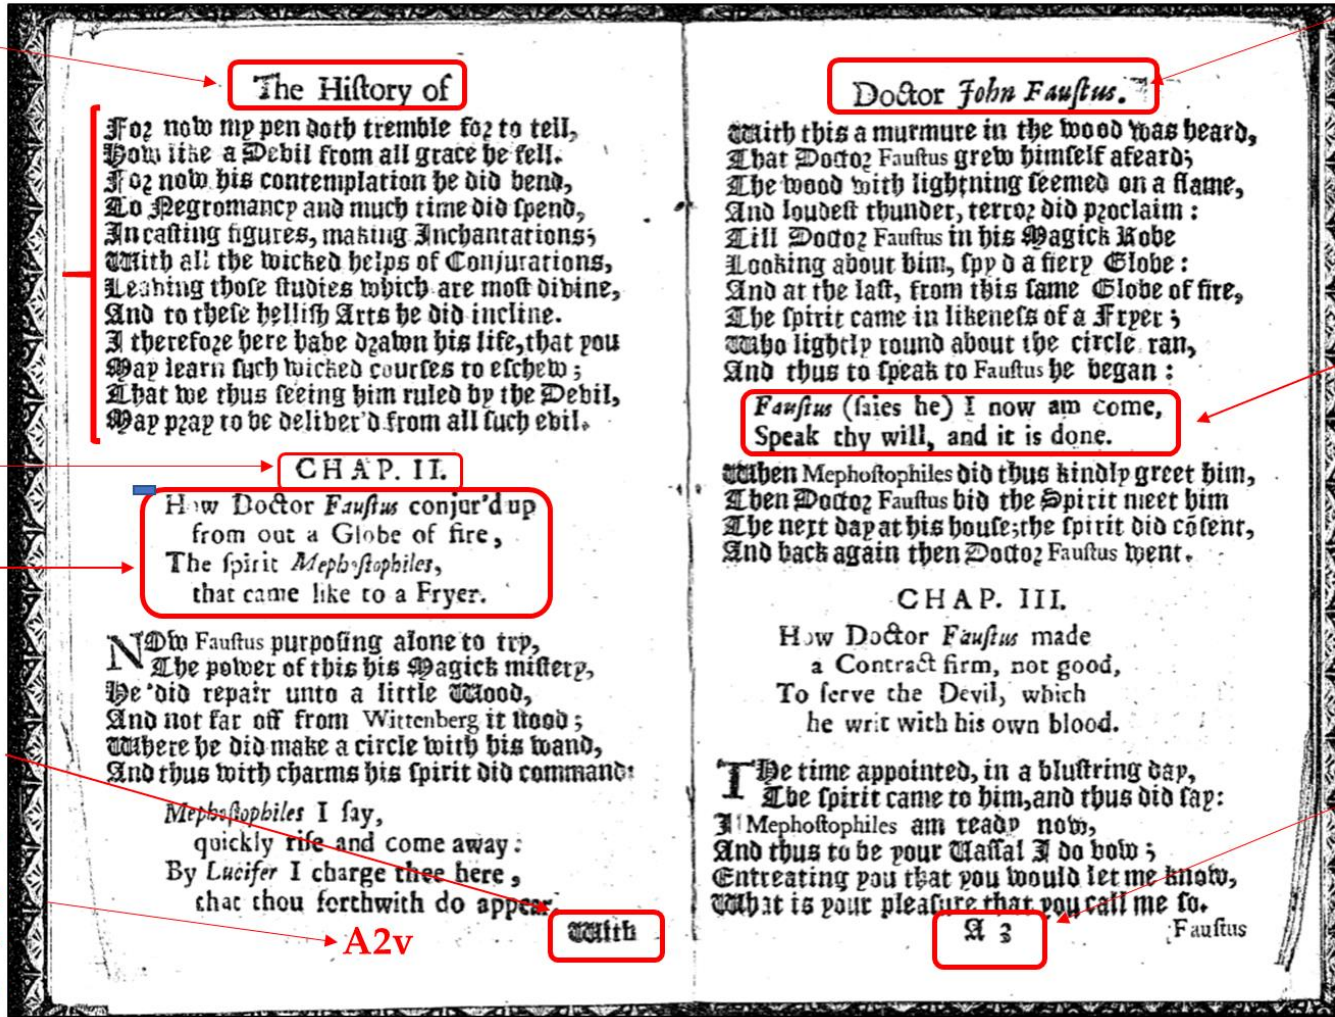 The Hiſtory of
For now my pen doth tremble for to tell,
How like a Devil from all grace he fell.
For now his contemplation he did bend,
To Negromancy and much time did ſpend,
In caſting figures, making Inchantations;
With all the wicked helps of Conjurations,
Leaving thoſe ſtudies which are moſt divine,
And to theſe helliſh Arts he did incline.
I therefore here have drawn his life, that you
May learn ſuch wicked courſes to eſchew;
That we thus ſeeing him ruled by the Devil,
May pray to be deliver'd from all ſuch evil.
CHAP. II.
How Doctor Fauſtus conjur'd up
from out a Globe of fire,
The ſpirit Mephoſtophiles,
that came like to a Fryer.
NOw Fauſtus purpoſing alone to try,
The power of this his Magick miſtery,
He did repair unto a little Wood,
And not far off from Wittenberg it ſtood;
Where he did make a circle with his wand,
And thus with charms his ſpirit did command:
Mephoſtophiles I ſay,
quickly riſe and come away:
By Lucifer I charge thee here,
that thou forthwith do appear.
With
A2v
Doctor John Fauſtus.
With this a murmure in the wood was heard,
That Doctor Fauſtus grew himſelf afeard;
The wood with lightning ſeemed on a flame,
And loudeſt thunder, terror did proclaim:
Till Doctor Fauſtus in his Magick Robe
Looking about him, ſpy d a fiery Globe:
And at the laſt, from this ſame Globe of fire,
The ſpirit came in likeneſs of a Fryer;
Who lightly round about the circle ran,
And thus to ſpeak to Fauſtus he began:
Fauſtus (ſaies he) I now am come,
Speak thy will, and it is done.
When Mephoſtophiles did thus kindly greet him,
Then Doctor Fauſtus bid the Spirit meet him
The next day at his houſe; the ſpirit did cõſent,
And back again then Doctor Fauſtus went.
CHAP. III.
How Doctor Fauſtus made
a Contract firm, not good,
To ſerve the Devil, which
he writ with his own blood.
THe time appointed, in a bluſtring day,
The ſpirit came to him, and thus did ſay:
I Mephoſtophiles am ready now,
And thus to be your Vaſſal I do vow;
Entreating you that you would let me know,
What is your pleaſure that you call me ſo.
A 3
Fauſtus